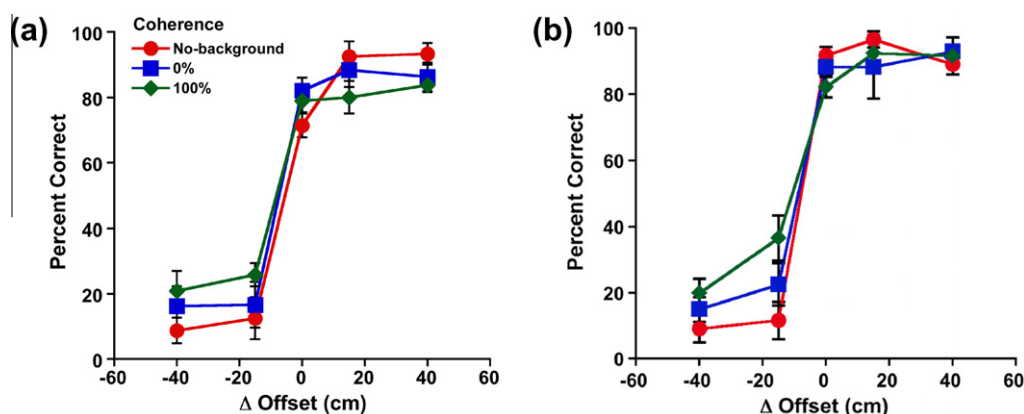 (a)
Coherence
No-background
0%
100%
Percent Correct
100
80
60
40
20
0
-60 -40 -20 0 20 40 60
Δ Offset (cm)
(b)
Percent Correct
100
80
60
40
20
0
-60 -40 -20 0 20 40 60
Δ Offset (cm)